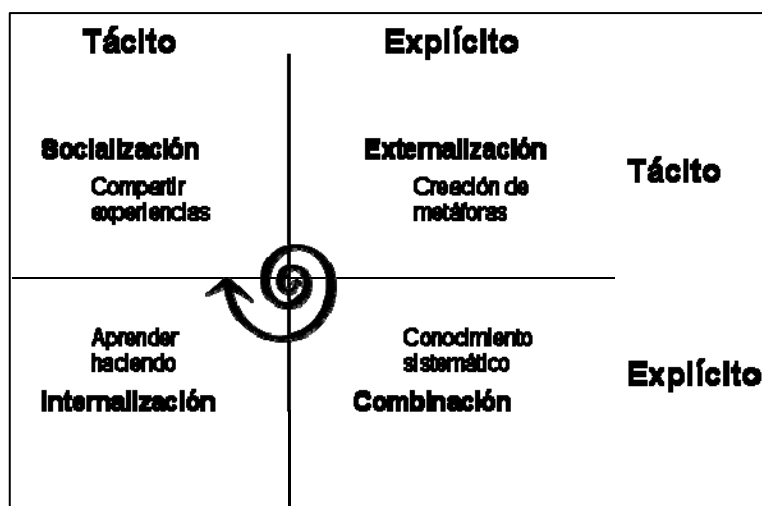 Tácito
Explícito
Socialización
Compartir
experiencias
Externalización
Creación de
metáforas
Tácito
Aprender
haciendo
Internalización
Conocimiento
sistemático
Combinación
Explícito